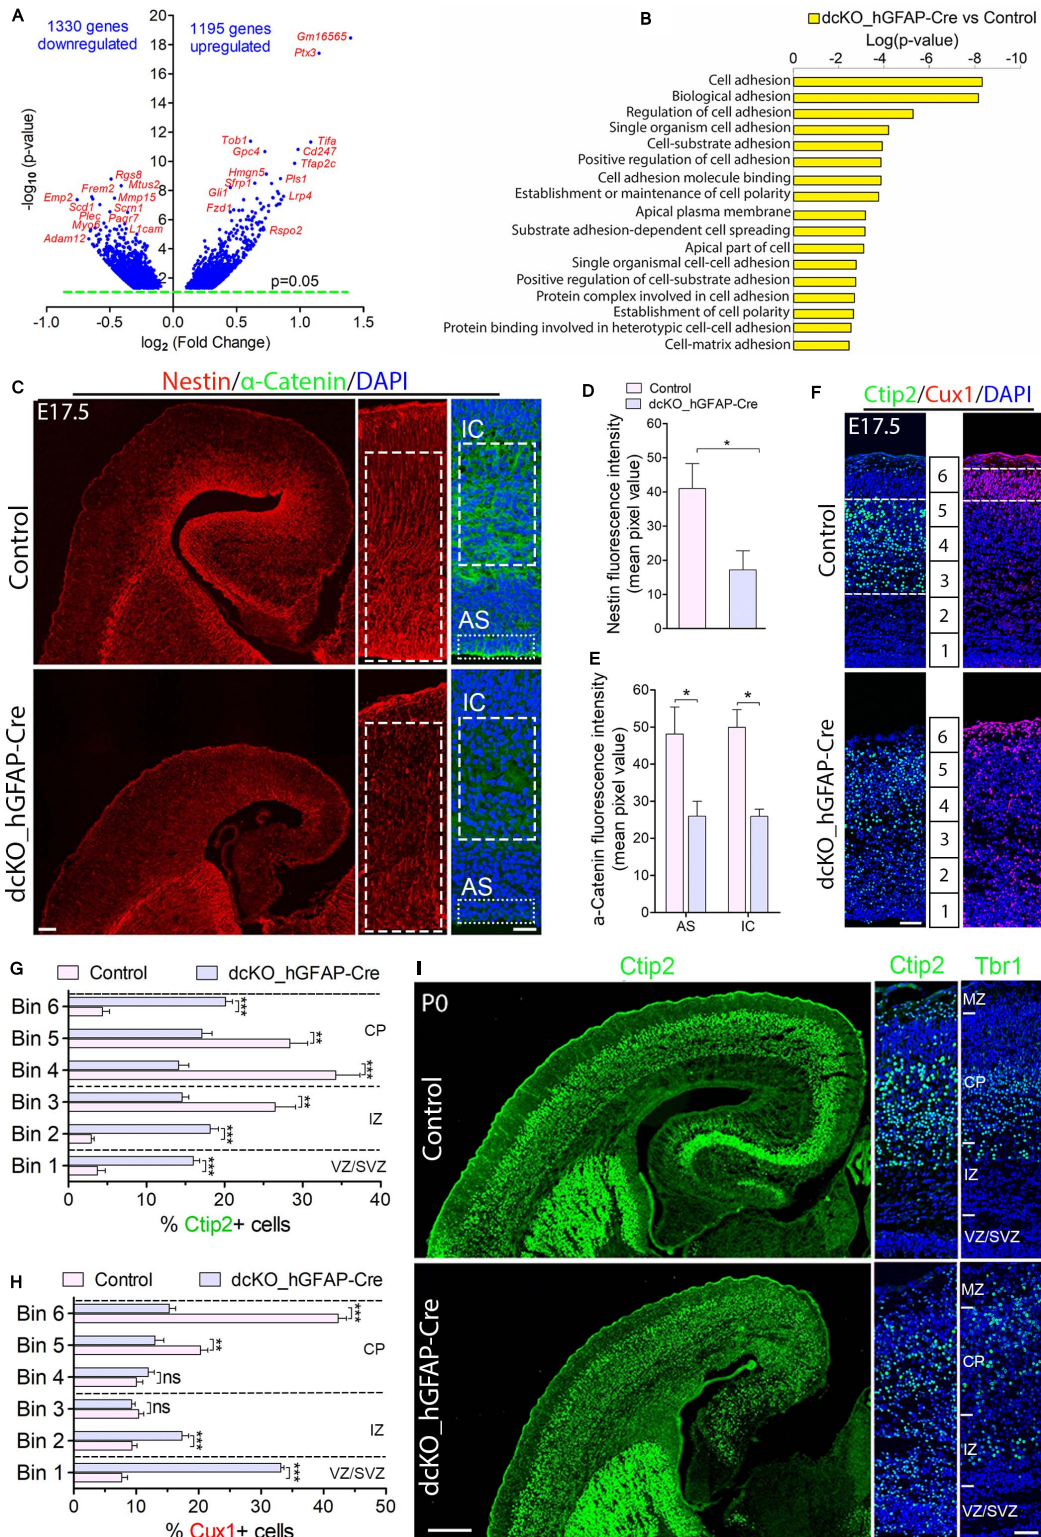 A
1330 genes
downregulated
1195 genes
upregulated
-log10 (p-value)
20
18
16
14
12
10
8
6
4
2
Gm16565
Ptx3
Tob1
Gpc4
Tifa
Cd247
Tfap2c
Hmgn5
Sfrp1
Pls1
Gli1
Lrp4
Fzd1
Rspo2
Rgs8
Frem2
Mtus2
Emp2
Mmp15
Scd1
Scrn1
Plec
Pagr7
Myo6
L1cam
Adam12
p=0.05
-1.0
-0.5
0.0
0.5
1.0
1.5
log2 (Fold Change)
B
dcKO_hGFAP-Cre vs Control
Log(p-value)
0 -2 -4 -6 -8 -10
Cell adhesion
Biological adhesion
Regulation of cell adhesion
Single organism cell adhesion
Cell-substrate adhesion
Positive regulation of cell adhesion
Cell adhesion molecule binding
Establishment or maintenance of cell polarity
Apical plasma membrane
Substrate adhesion-dependent cell spreading
Apical part of cell
Single organismal cell-cell adhesion
Positive regulation of cell-substrate adhesion
Protein complex involved in cell adhesion
Establishment of cell polarity
Protein binding involved in heterotypic cell-cell adhesion
Cell-matrix adhesion
C
Nestin/α-Catenin/DAPI
E17.5
Control
IC
AS
dcKO_hGFAP-Cre
IC
AS
D
Control
dcKO_hGFAP-Cre
Nestin fluorescence intensity
(mean pixel value)
60
50
40
30
20
10
0
*
E
a-Catenin fluorescence intensity
(mean pixel value)
60
50
40
30
20
10
0
*
*
AS
IC
F
Ctip2/Cux1/DAPI
E17.5
Control
6
5
4
3
2
1
dcKO_hGFAP-Cre
6
5
4
3
2
1
G
Control
dcKO_hGFAP-Cre
Bin 6
***
CP
Bin 5
**
Bin 4
***
Bin 3
**
IZ
Bin 2
***
Bin 1
***
VZ/SVZ
0 10 20 30 40
% Ctip2+ cells
H
Control
dcKO_hGFAP-Cre
Bin 6
***
Bin 5
**
CP
Bin 4
ns
Bin 3
ns
IZ
Bin 2
***
Bin 1
***
VZ/SVZ
0 10 20 30 40 50
% Cux1+ cells
I
Ctip2
Ctip2
Tbr1
P0
Control
MZ
CP
IZ
VZ/SVZ
dcKO_hGFAP-Cre
MZ
CP
IZ
VZ/SVZ